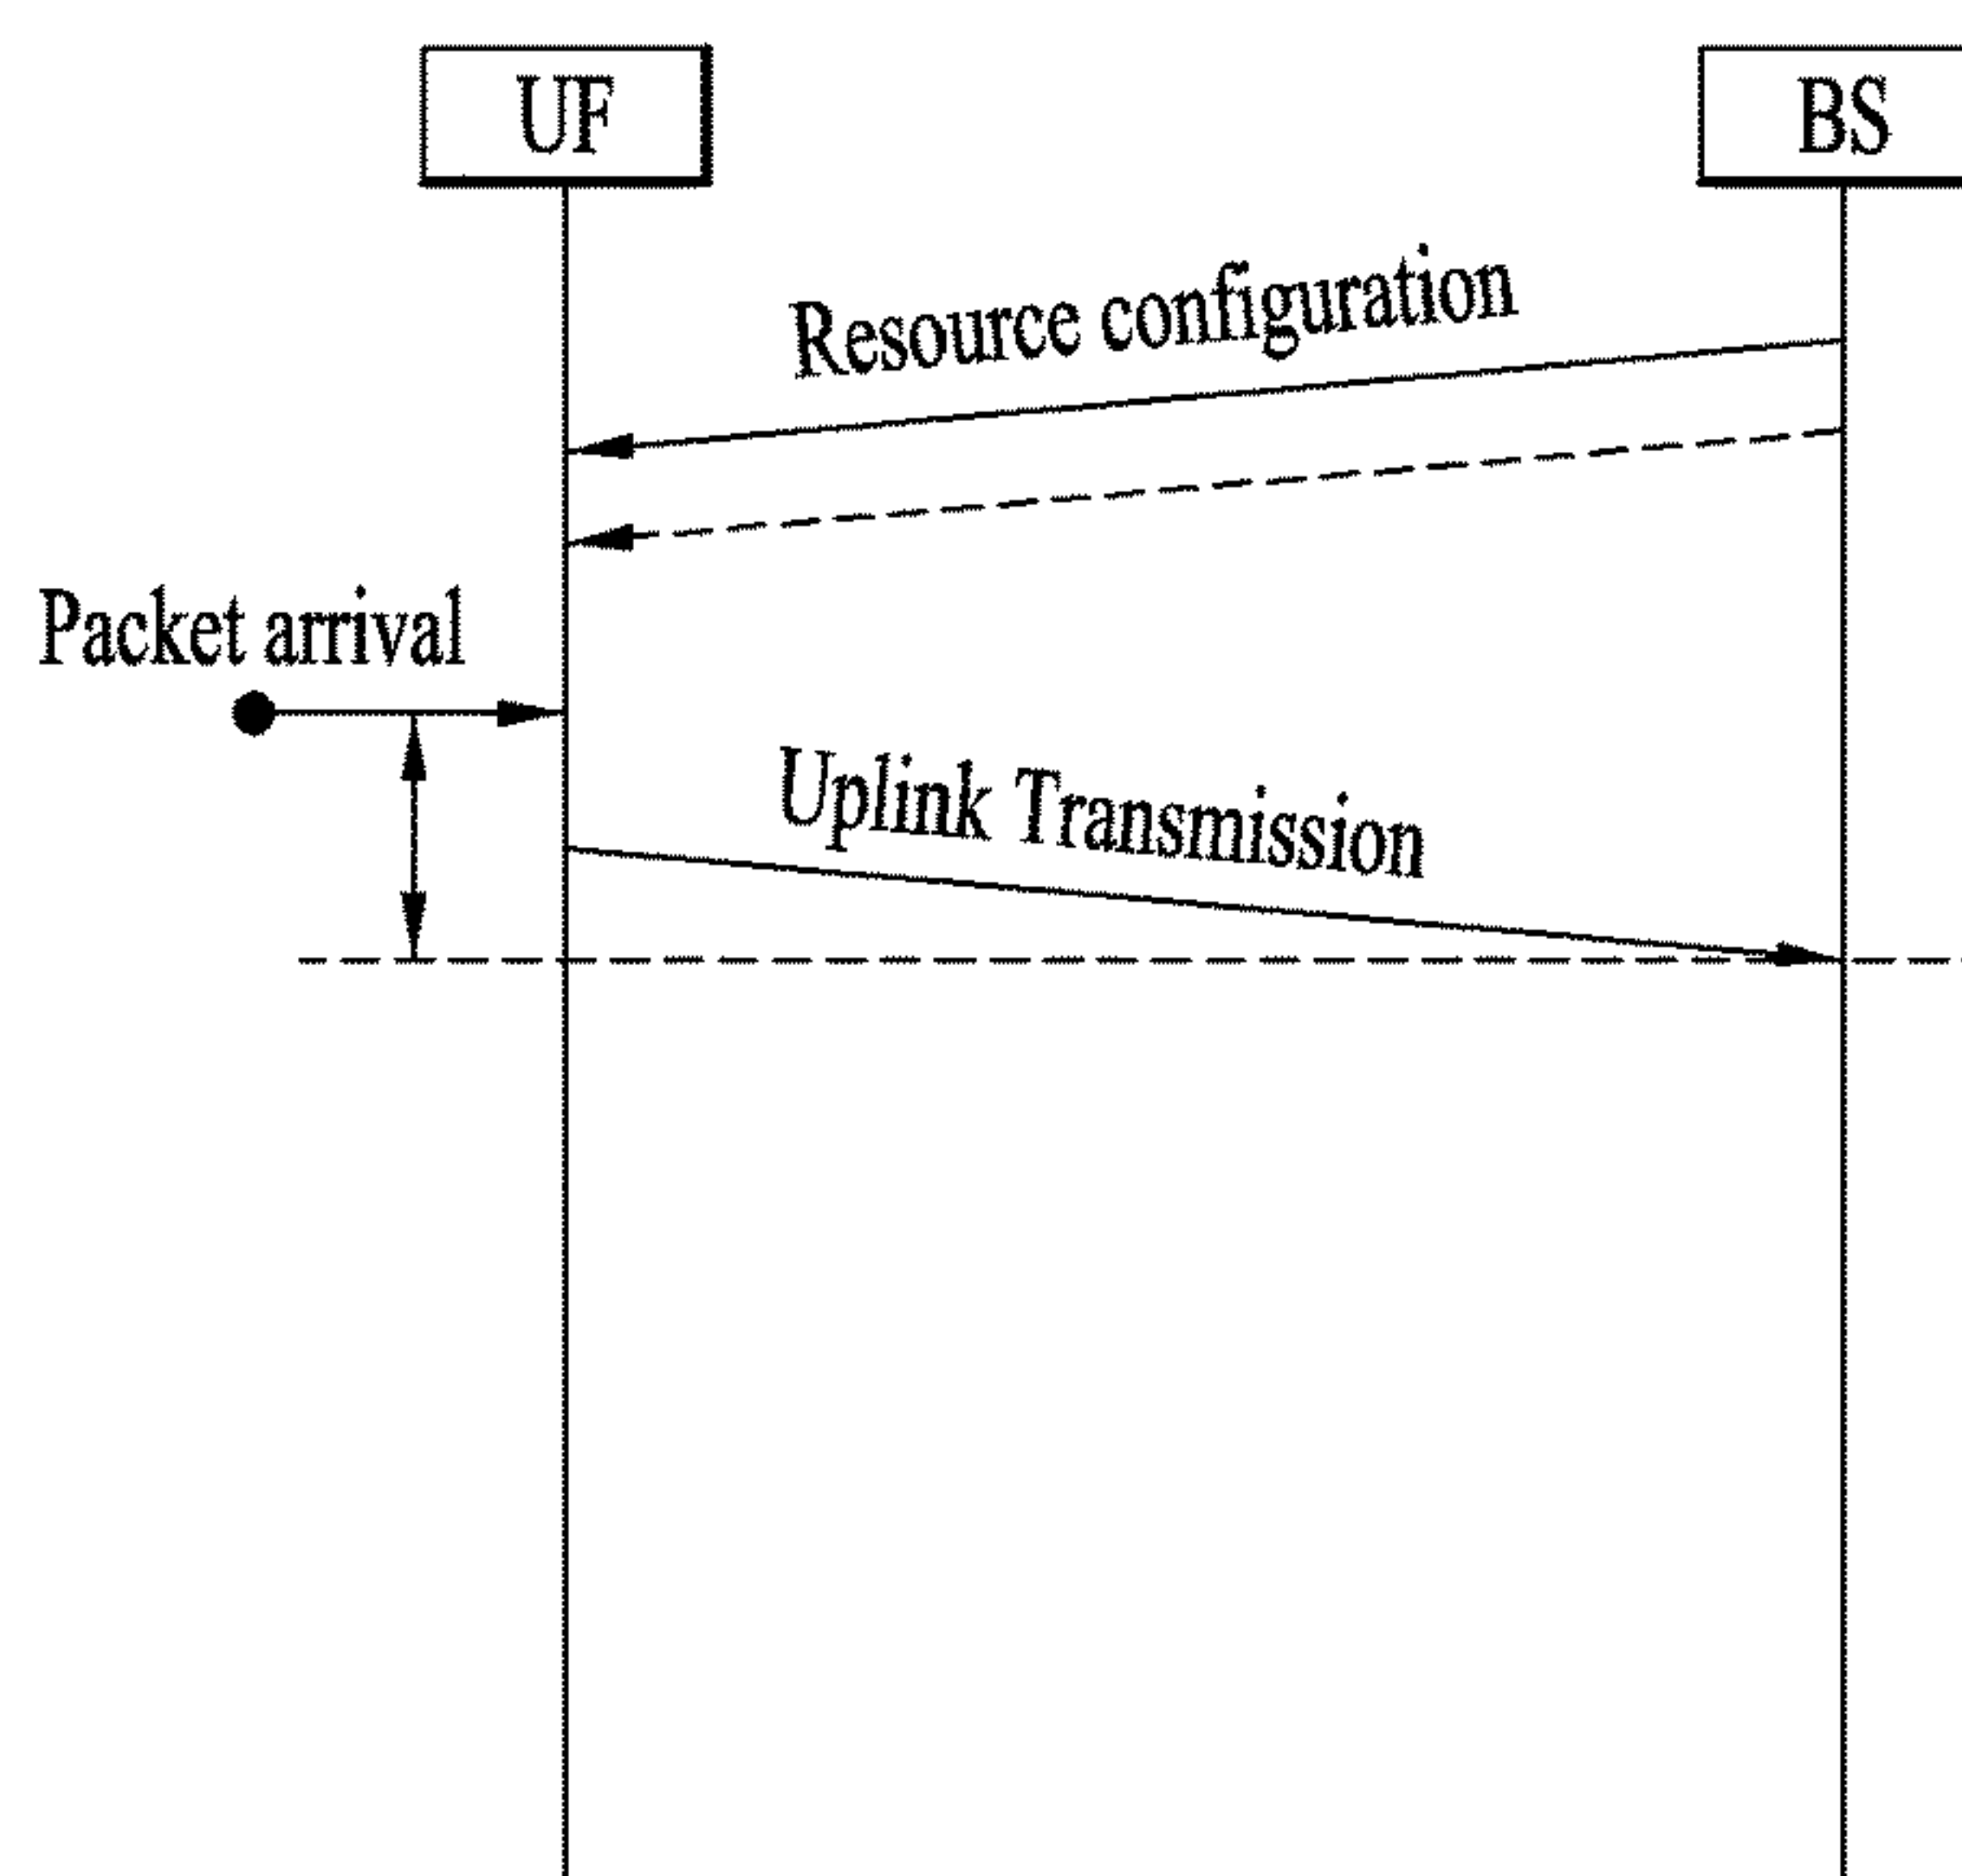 UF
BS
Resource configuration
Packet arrival
Uplink Transmission